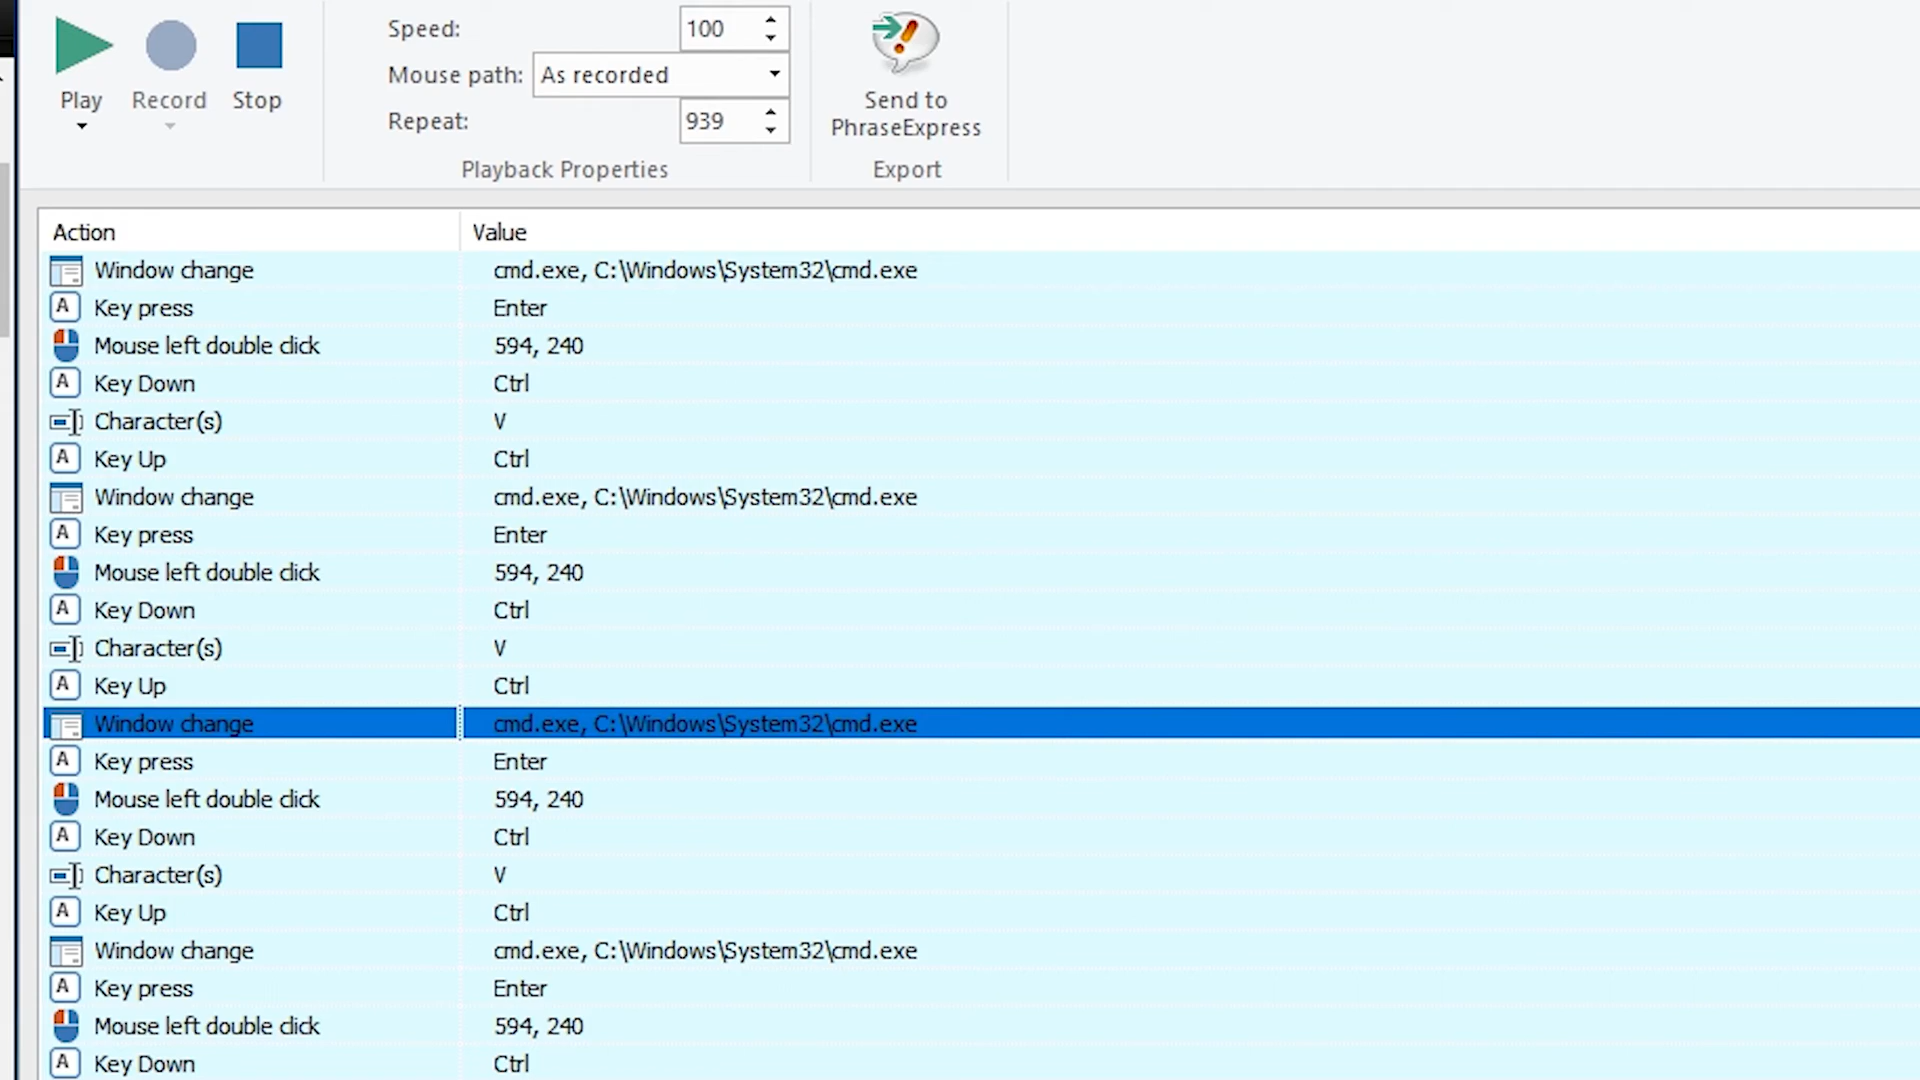 Speed: 100
Mouse path: As recorded
Repeat: 939
Play Record Stop
Send to
PhraseExpress
Playback Properties
Export
Action Value
Window change cmd.exe, C:\Windows\System32\cmd.exe
A Key press Enter
Mouse left double click 594, 240
A Key Down Ctrl
Character(s) V
A Key Up Ctrl
Window change cmd.exe, C:\Windows\System32\cmd.exe
A Key press Enter
Mouse left double click 594, 240
A Key Down Ctrl
Character(s) V
A Key Up Ctrl
Window change cmd.exe, C:\Windows\System32\cmd.exe
A Key press Enter
Mouse left double click 594, 240
A Key Down Ctrl
Character(s) V
A Key Up Ctrl
Window change cmd.exe, C:\Windows\System32\cmd.exe
A Key press Enter
Mouse left double click 594, 240
A Key Down Ctrl